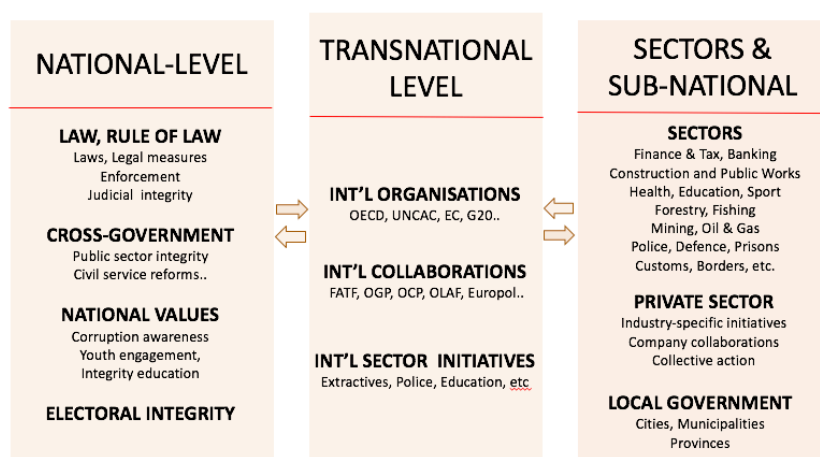 NATIONAL-LEVEL
LAW, RULE OF LAW
Laws, Legal measures
Enforcement
Judicial  integrity
CROSS-GOVERNMENT
Public sector integrity
Civil service reforms..
NATIONAL VALUES
Corruption awareness
Youth engagement,
Integrity education
ELECTORAL INTEGRITY
TRANSNATIONAL
LEVEL
INT'L ORGANISATIONS
OECD, UNCAC, EC, G20..
INT'L COLLABORATIONS
FATF, OGP, OCP, OLAF, Europol..
INT'L SECTOR  INITIATIVES
Extractives, Police, Education, etc
SECTORS &
SUB-NATIONAL
SECTORS
Finance & Tax, Banking
Construction and Public Works
Health, Education, Sport
Forestry, Fishing
Mining, Oil & Gas
Police, Defence, Prisons
Customs, Borders, etc.
PRIVATE SECTOR
Industry-specific initiatives
Company collaborations
Collective action
LOCAL GOVERNMENT
Cities, Municipalities
Provinces